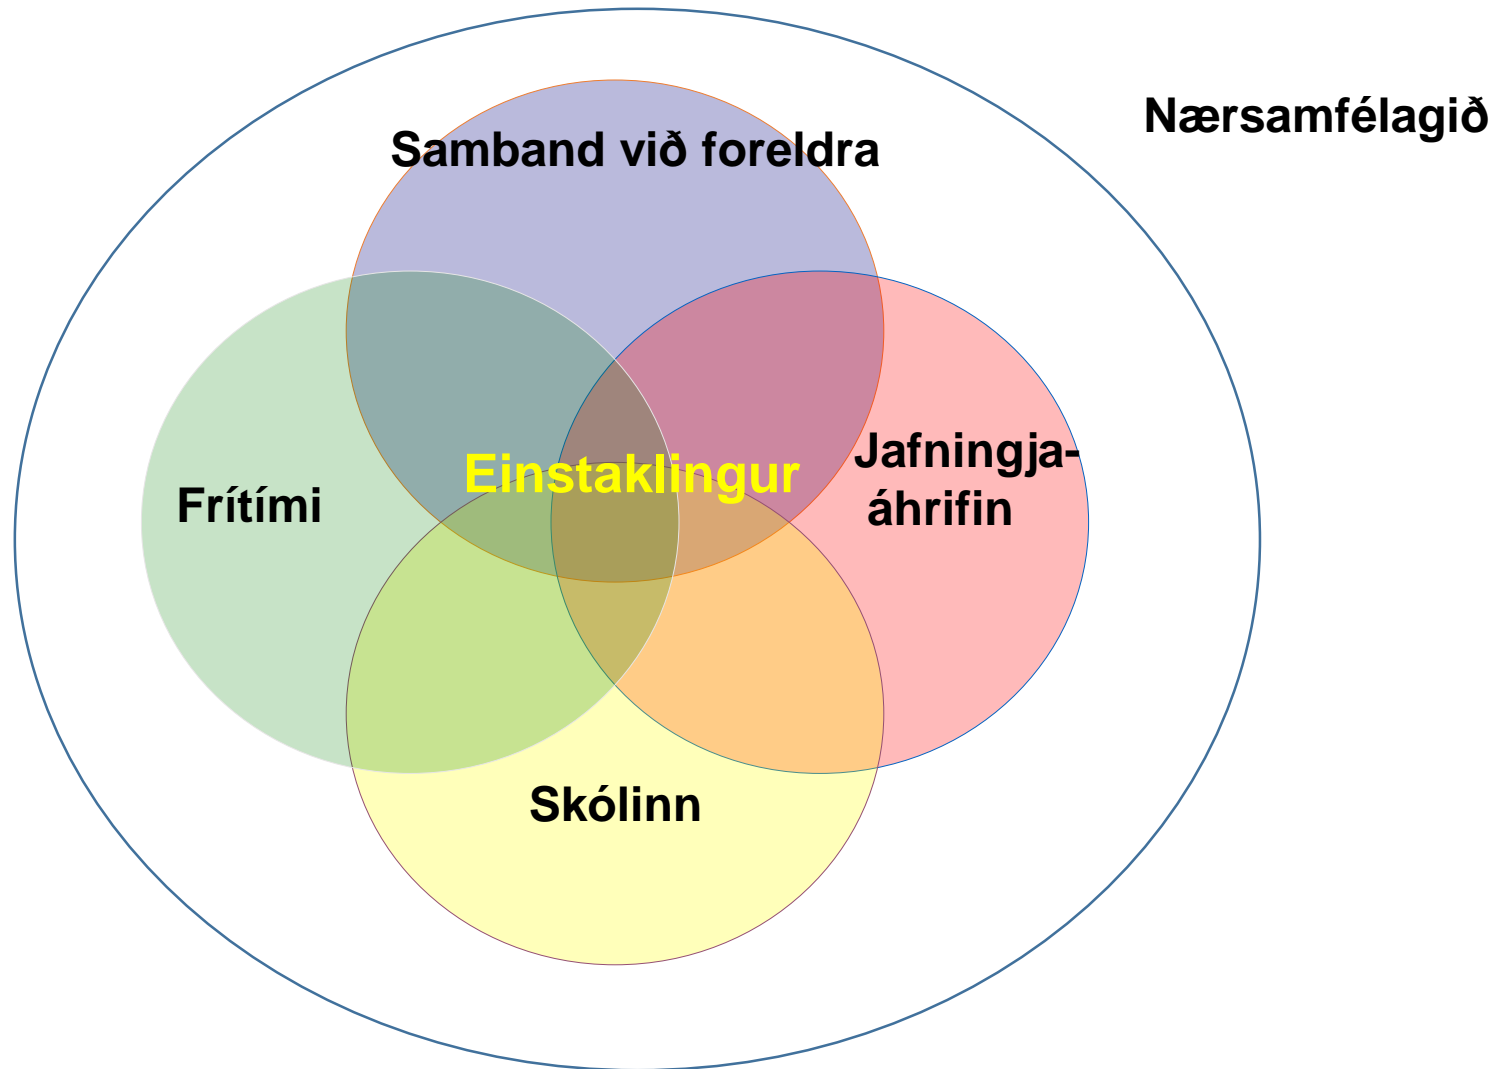 Nærsamfélagið
Samband við foreldra
Jafningja-
áhrifin
Einstaklingur
Frítími
Skólinn